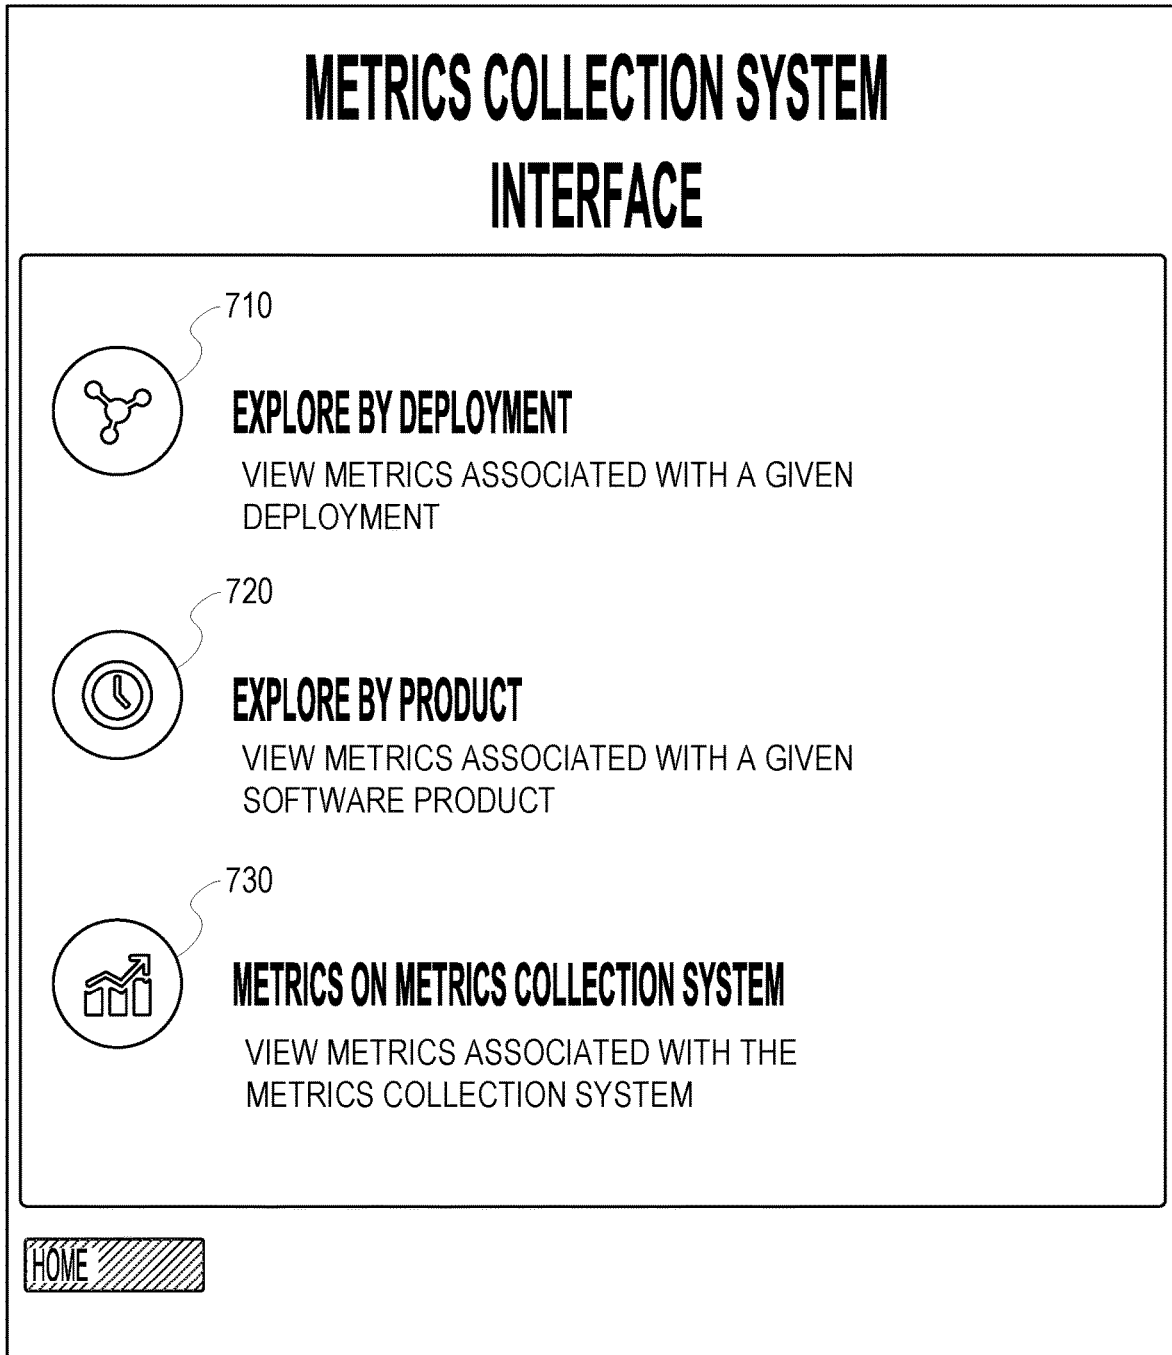 METRICS COLLECTION SYSTEM
INTERFACE
710
EXPLORE BY DEPLOYMENT
VIEW METRICS ASSOCIATED WITH A GIVEN
DEPLOYMENT
720
EXPLORE BY PRODUCT
VIEW METRICS ASSOCIATED WITH A GIVEN
SOFTWARE PRODUCT
730
METRICS ON METRICS COLLECTION SYSTEM
VIEW METRICS ASSOCIATED WITH THE
METRICS COLLECTION SYSTEM
HOME